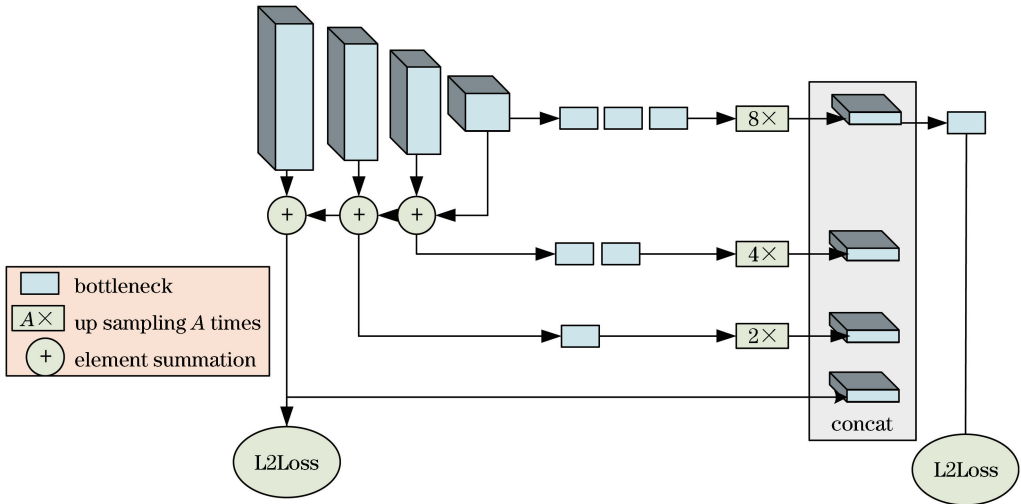 8×
+
+
+
4×
bottleneck
A× up sampling A times
+ element summation
2×
concat
L2Loss
L2Loss